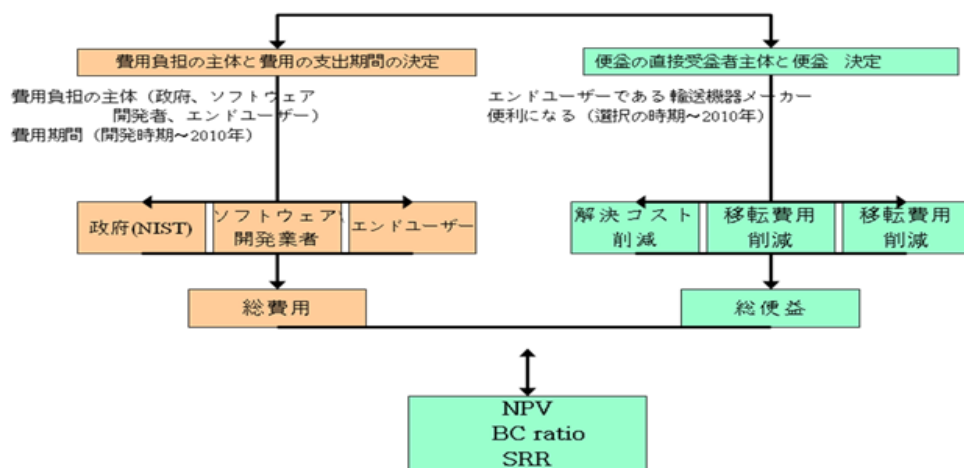 費用負担の主体と費用の支出期間の決定
費用負担の主体（政府、ソフトウェア
開発者、エンドユーザー）
費用期間（開発時期～2010年）
政府(NIST)
ソフトウェア
開発業者
エンドユーザー
総費用
便益の直接受益者主体と便益 決定
エンドユーザーである輸送機器メーカー
便利になる（選択の時期～2010年）
解決コスト
削減
移転費用
削減
移転費用
削減
総便益
NPV
BC ratio
SRR